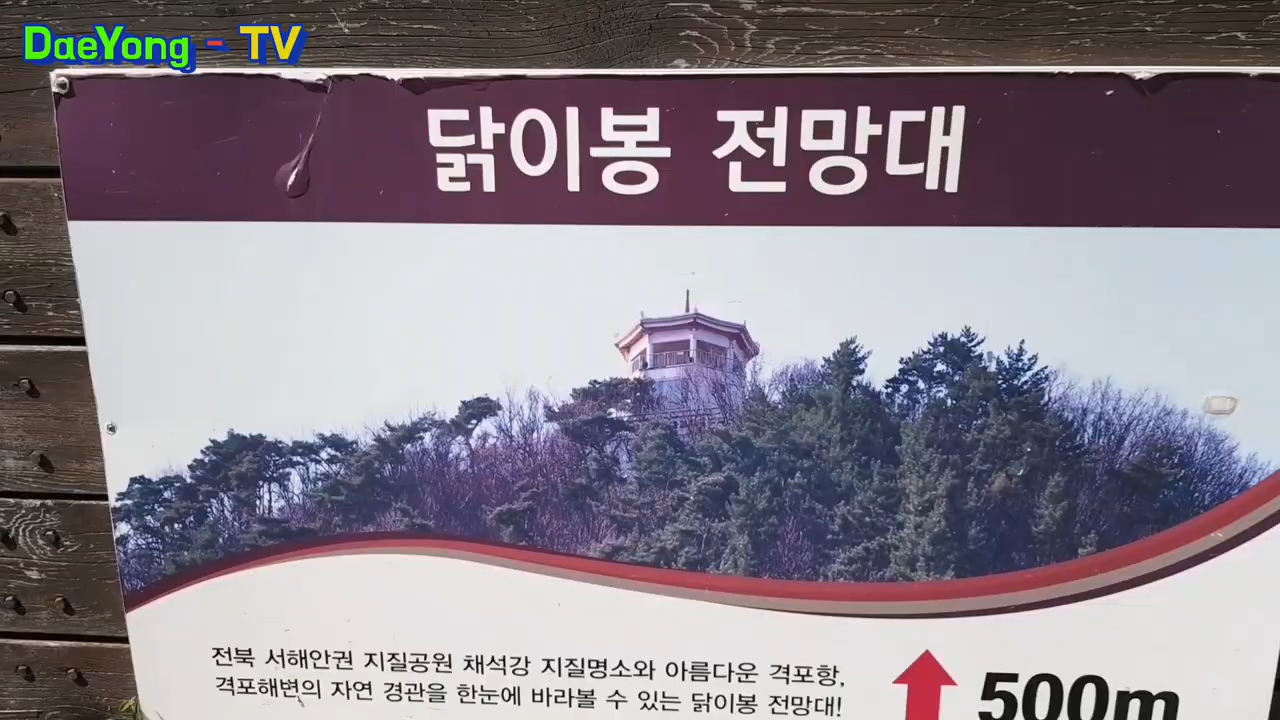 DaeYong - TV
닭이봉 전망대
전북 서해안권 지질공원 채석강 지질명소와 아름다운 격포항,
격포해변의 자연 경관을 한눈에 바라볼 수 있는 닭이봉 전망대!
500m